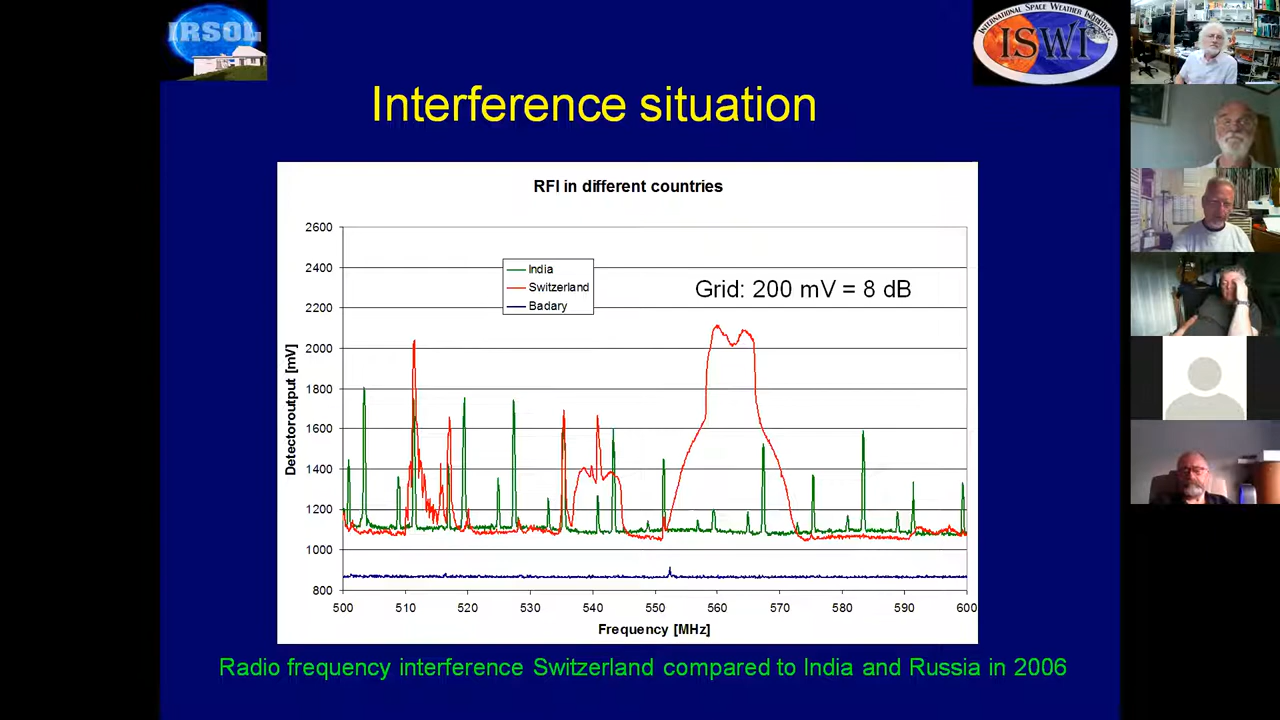 IRSOL
INTERNATIONAL SPACE WEATHER INITIATIVE
ISWI
Interference situation
RFI in different countries
2600
2400
2200
2000
1800
1600
1400
1200
1000
800
Detectoroutput [mV]
India
Switzerland
Badary
Grid: 200 mV = 8 dB
500 510 520 530 540 550 560 570 580 590 600
Frequency [MHz]
Radio frequency interference Switzerland compared to India and Russia in 2006